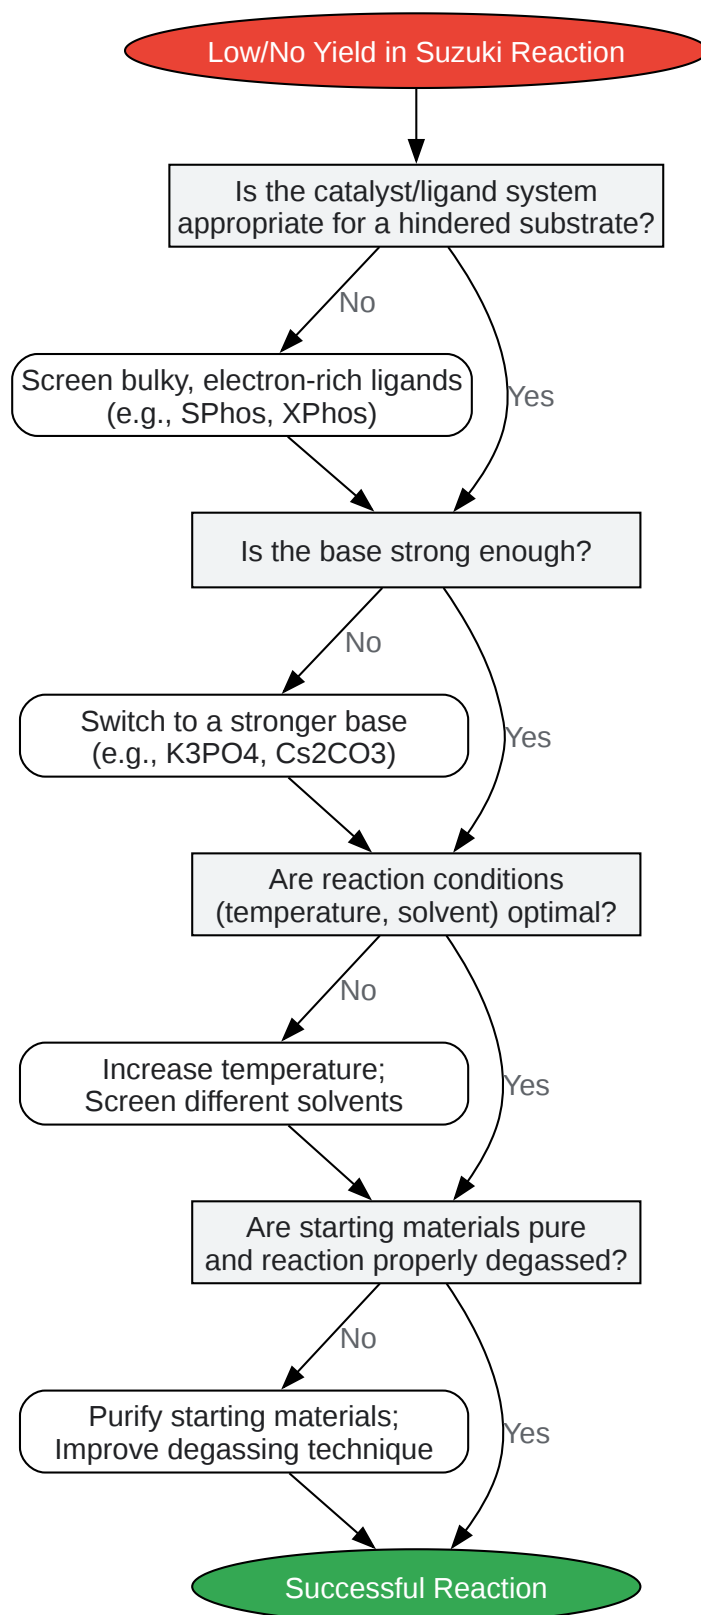 Low/No Yield in Suzuki Reaction
Is the catalyst/ligand system
appropriate for a hindered substrate?
No
Screen bulky, electron-rich ligands
(e.g., SPhos, XPhos)
Yes
Is the base strong enough?
No
Switch to a stronger base
(e.g., K3PO4, Cs2CO3)
Yes
Are reaction conditions
(temperature, solvent) optimal?
No
Increase temperature;
Screen different solvents
Yes
Are starting materials pure
and reaction properly degassed?
No
Purify starting materials;
Improve degassing technique
Yes
Successful Reaction